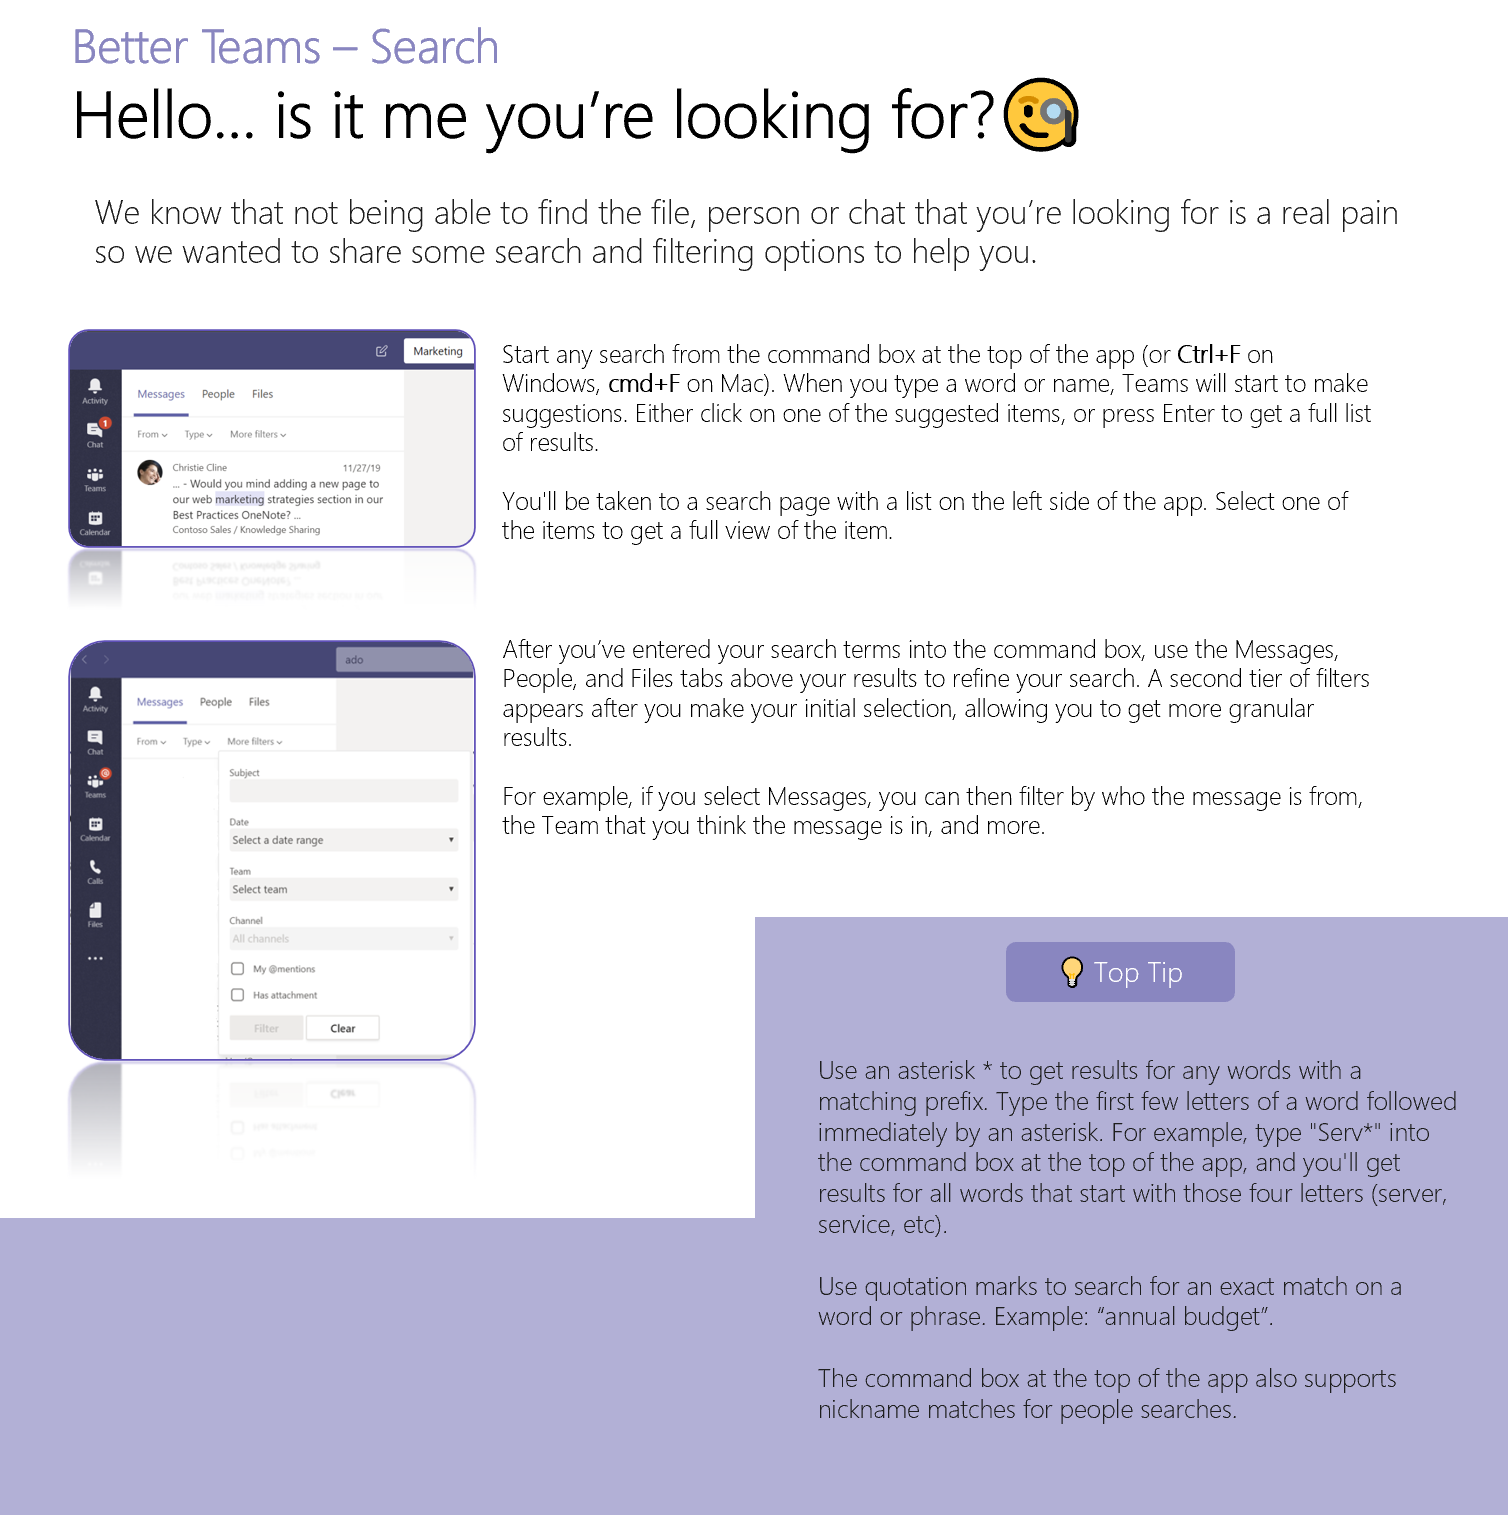 Better Teams – Search
Hello... is it me you’re looking for?
We know that not being able to find the file, person or chat that you’re looking for is a real pain
so we wanted to share some search and filtering options to help you.
Marketing
Activity
Messages People Files
1
Chat
From Type More filters
Christie Cline 11/27/19
... - Would you mind adding a new page to
our web marketing strategies section in our
Best Practices OneNote? ...
Contoso Sales / Knowledge Sharing
Teams
Calendar
Start any search from the command box at the top of the app (or Ctrl+F on
Windows, cmd+F on Mac). When you type a word or name, Teams will start to make
suggestions. Either click on one of the suggested items, or press Enter to get a full list
of results.
You'll be taken to a search page with a list on the left side of the app. Select one of
the items to get a full view of the item.
ado
Activity
Messages People Files
Chat
From Type More filters
Teams
Calendar
Calls
Files
...
Subject
Date
Select a date range
Team
Select team
Channel
All channels
My @mentions
Has attachment
Filter Clear
After you’ve entered your search terms into the command box, use the Messages,
People, and Files tabs above your results to refine your search. A second tier of filters
appears after you make your initial selection, allowing you to get more granular
results.
For example, if you select Messages, you can then filter by who the message is from,
the Team that you think the message is in, and more.
Top Tip
Use an asterisk * to get results for any words with a
matching prefix. Type the first few letters of a word followed
immediately by an asterisk. For example, type "Serv*" into
the command box at the top of the app, and you'll get
results for all words that start with those four letters (server,
service, etc).
Use quotation marks to search for an exact match on a
word or phrase. Example: “annual budget”.
The command box at the top of the app also supports
nickname matches for people searches.